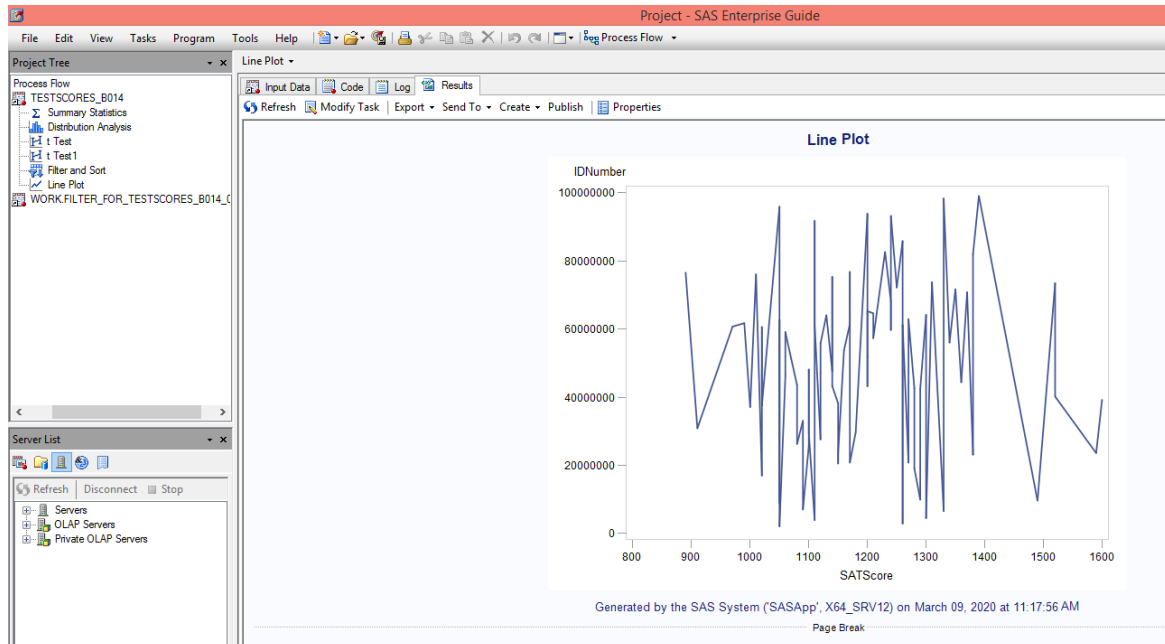 Project - SAS Enterprise Guide
File Edit View Tasks Program Tools Help Process Flow
Project Tree
Process Flow
TESTSCORES_B014
Summary Statistics
Distribution Analysis
t Test
t Test1
Filter and Sort
Line Plot
WORK.FILTER_FOR_TESTSCORES_B014_0
Server List
Refresh Disconnect Stop
Servers
OLAP Servers
Private OLAP Servers
Line Plot
Input Data Code Log Results
Refresh Modify Task Export Send To Create Publish Properties
Line Plot
IDNumber
100000000
80000000
60000000
40000000
20000000
0
800 900 1000 1100 1200 1300 1400 1500 1600
SATScore
Generated by the SAS System ('SASApp', X64_SRV12) on March 09, 2020 at 11:17:56 AM
Page Break